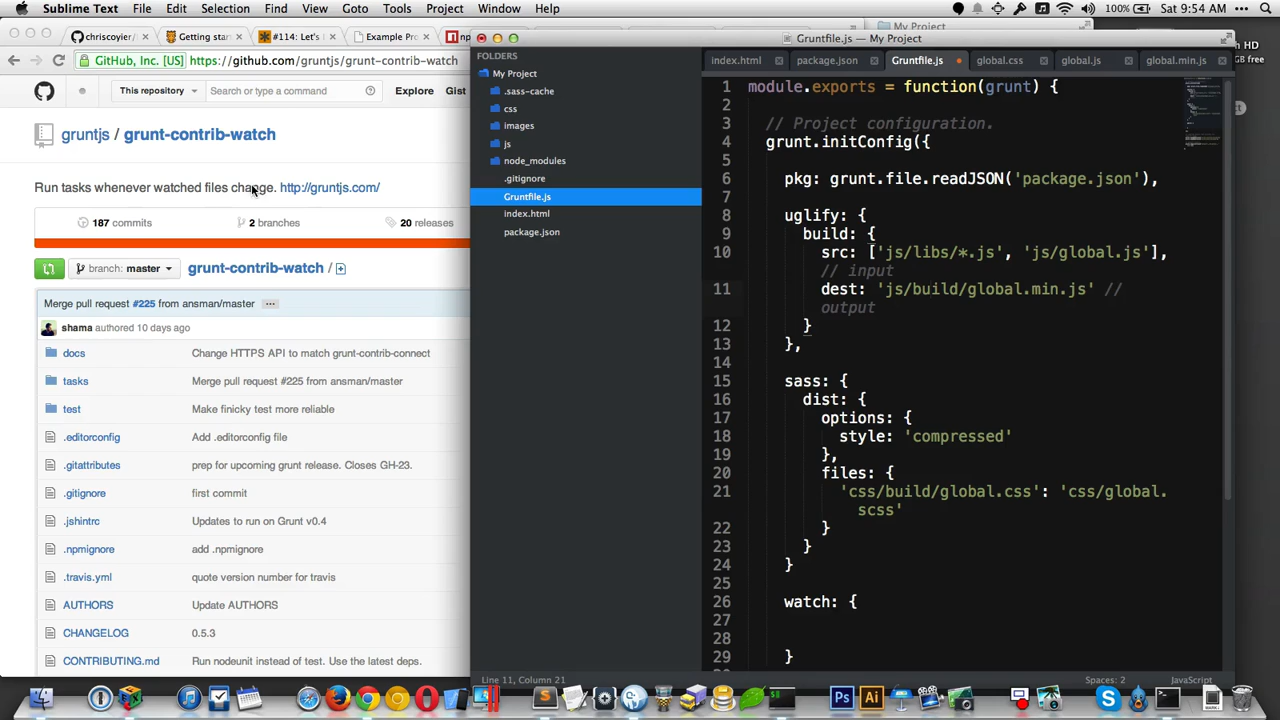 Sublime Text File Edit Selection Find View Goto Tools Project Window Help 100% Sat 9:54 AM
chriscoyier/ Getting start #114: Let's Example Pro
Gruntfile.js — My Project
My Project
GitHub, Inc. [US] https://github.com/gruntjs/grunt-contrib-watch
This repository Search or type a command Explore Gist
gruntjs / grunt-contrib-watch
Run tasks whenever watched files change. http://gruntjs.com/
187 commits 2 branches 20 releases
branch: master grunt-contrib-watch /
Merge pull request #225 from ansman/master
shama authored 10 days ago
docs Change HTTPS API to match grunt-contrib-connect
tasks Merge pull request #225 from ansman/master
test Make finicky test more reliable
.editorconfig Add .editorconfig file
.gitattributes prep for upcoming grunt release. Closes GH-23.
.gitignore first commit
.jshintrc Updates to run on Grunt v0.4
.npmignore add .npmignore
.travis.yml quote version number for travis
AUTHORS Update AUTHORS
CHANGELOG 0.5.3
CONTRIBUTING.md Run nodeunit instead of test. Use the latest deps.
FOLDERS
My Project
.sass-cache
css
images
js
node_modules
.gitignore
Gruntfile.js
index.html
package.json
index.html package.json Gruntfile.js global.css global.js global.min.js
1 module.exports = function(grunt) {
2
3 // Project configuration.
4 grunt.initConfig({
5
6 pkg: grunt.file.readJSON('package.json'),
7
8 uglify: {
9 build: {
10 src: ['js/libs/*.js', 'js/global.js'],
// input
11 dest: 'js/build/global.min.js' //
output
12 }
13 },
14
15 sass: {
16 dist: {
17 options: {
18 style: 'compressed'
19 },
20 files: {
21 'css/build/global.css': 'css/global.
scss'
22 }
23 }
24 }
25
26 watch: {
27
28
29 }
Line 11, Column 21 Spaces: 2 JavaScript
HD
GB free